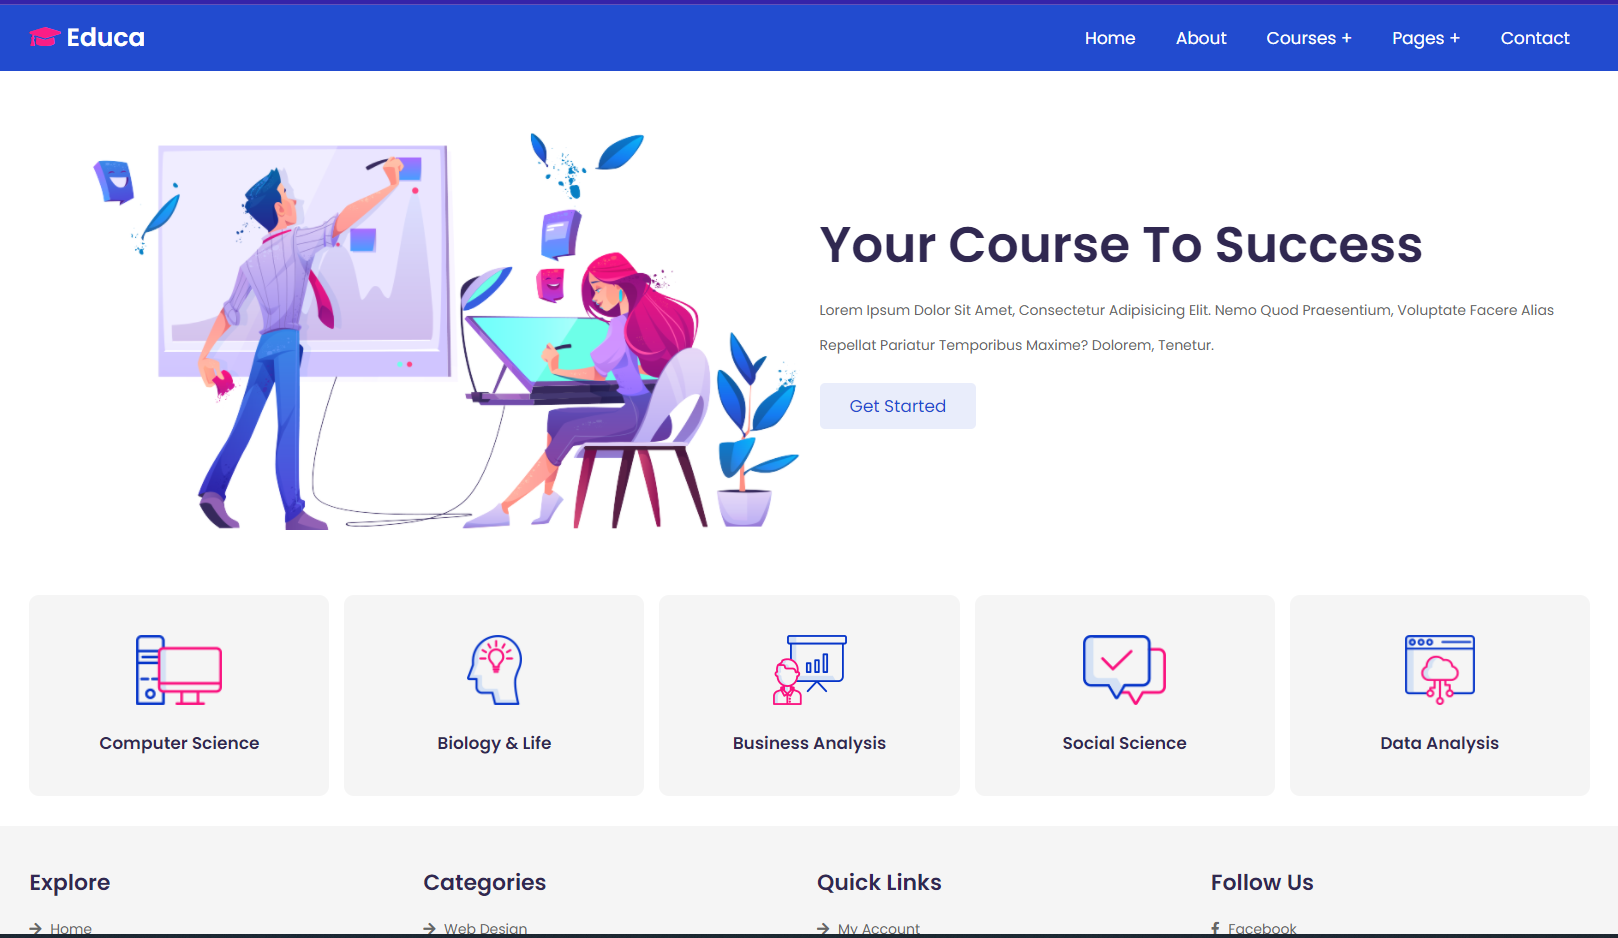 Educa
Home
About
Courses +
Pages +
Contact
Your Course To Success
Lorem Ipsum Dolor Sit Amet, Consectetur Adipisicing Elit. Nemo Quod Praesentium, Voluptate Facere Alias
Repellat Pariatur Temporibus Maxime? Dolorem, Tenetur.
Get Started
Computer Science
Biology & Life
Business Analysis
Social Science
Data Analysis
Explore
Categories
Quick Links
Follow Us
Home
Web Design
My Account
Facebook